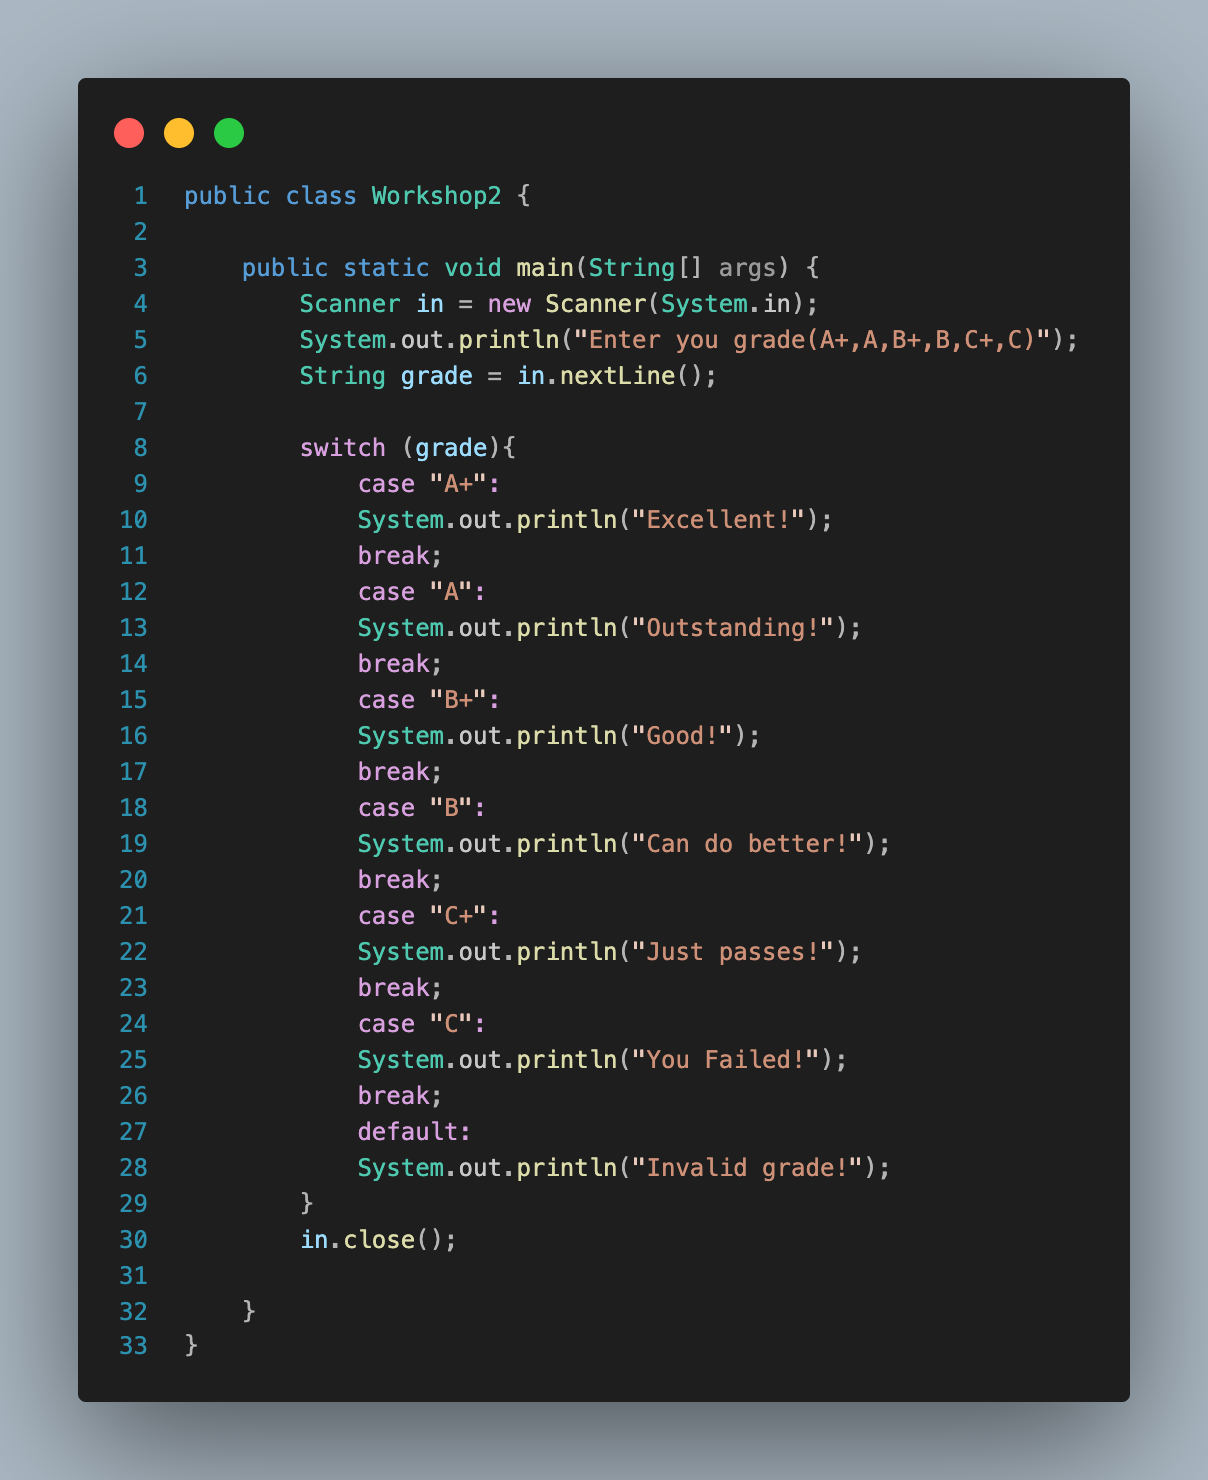 1 public class Workshop2 {
2
3     public static void main(String[] args) {
4         Scanner in = new Scanner(System.in);
5         System.out.println("Enter you grade(A+,A,B+,B,C+,C)");
6         String grade = in.nextLine();
7
8         switch (grade){
9             case "A+":
10             System.out.println("Excellent!");
11             break;
12             case "A":
13             System.out.println("Outstanding!");
14             break;
15             case "B+":
16             System.out.println("Good!");
17             break;
18             case "B":
19             System.out.println("Can do better!");
20             break;
21             case "C+":
22             System.out.println("Just passes!");
23             break;
24             case "C":
25             System.out.println("You Failed!");
26             break;
27             default:
28             System.out.println("Invalid grade!");
29         }
30         in.close();
31
32     }
33 }